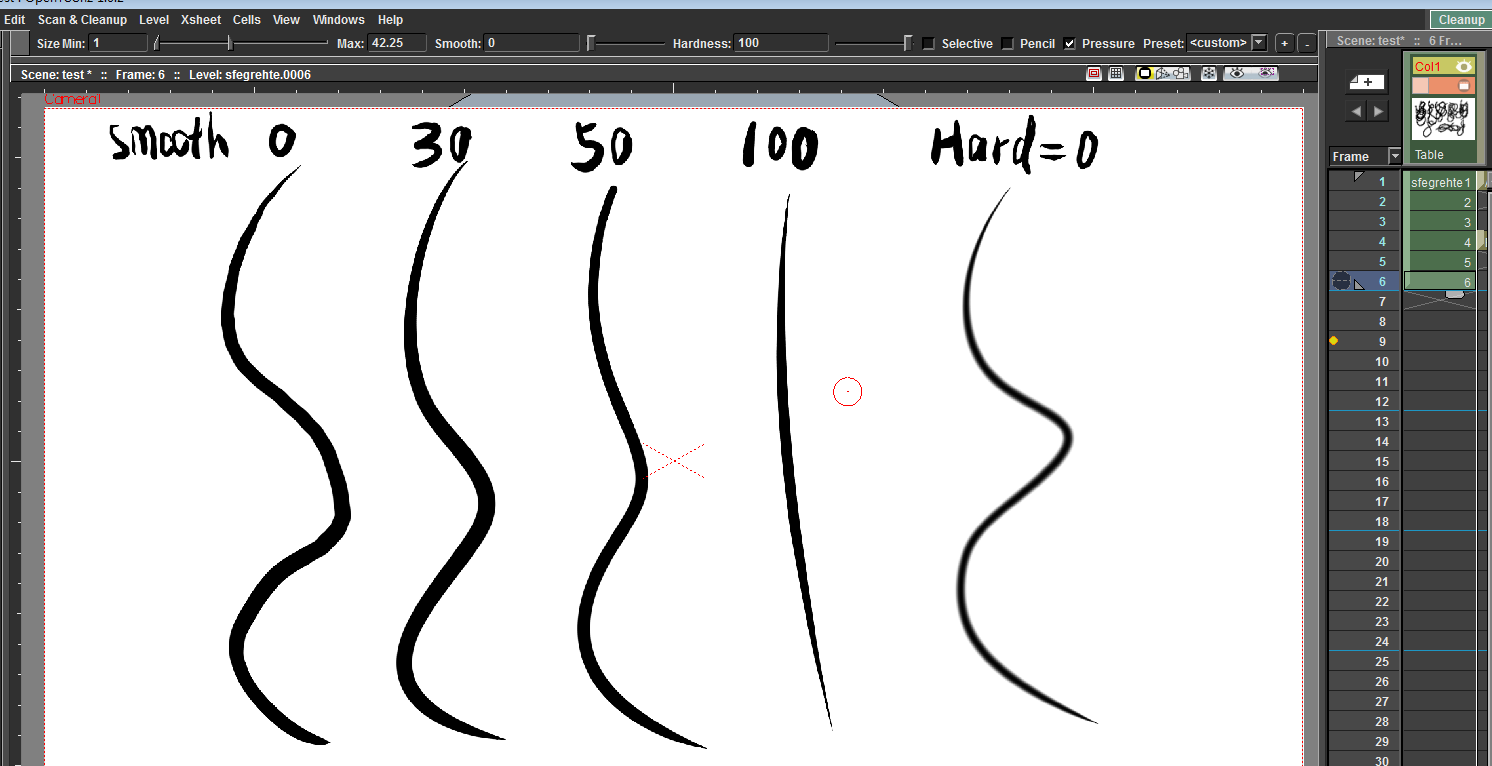 Edit Scan & Cleanup Level Xsheet Cells View Windows Help
Cleanup
Size Min: 1 Max: 42.25 Smooth: 0 Hardness: 100 Selective Pencil Pressure Preset: <custom> + -
Scene: test* :: 6 Fr...
Scene: test * :: Frame: 6 :: Level: sfegrehte.0006
Camera1
Smooth 0 30 50 100 Hard=0
Col1
Table
Frame
1 sfegrehte 1
2 2
3 3
4 4
5 5
6 6
7
8
9
10
11
12
13
14
15
16
17
18
19
20
21
22
23
24
25
26
27
28
29
30